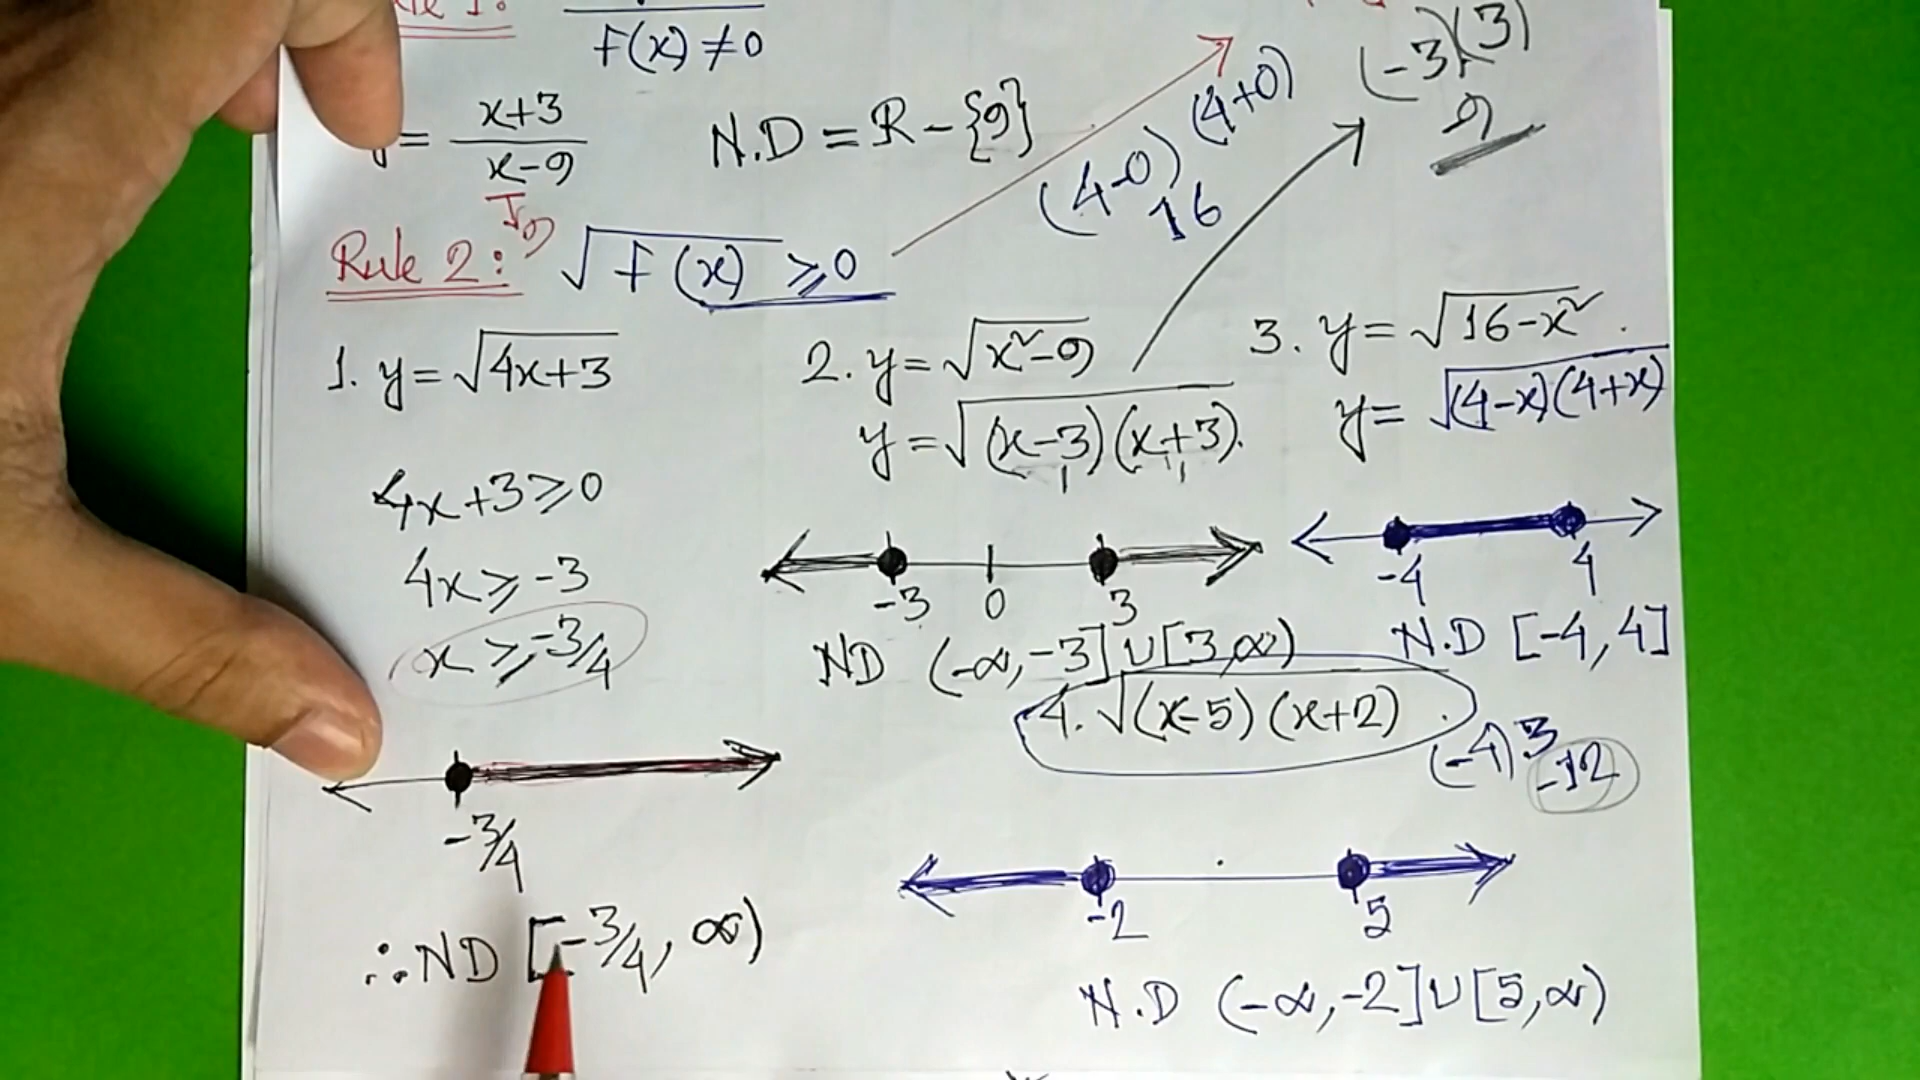 F(x) ≠ 0
= x+3 / x-9
N.D = R - {9}
(4-0) (4+0)
16
(-3)(3)
9
Rule 2: √F(x) ≥ 0
1. y = √4x+3
4x+3 ≥ 0
4x ≥ -3
x ≥ -3/4
-3/4
∴ ND [-3/4, ∞)
2. y = √x²-9
y = √(x-3)(x+3).
-3 0 3
ND (-∞, -3] ∪ [3, ∞)
3. y = √16-x².
y = √(4-x)(4+x)
-4 4
N.D [-4, 4]
4. √(x-5)(x+2)
(-4) 3
-12
-2 5
N.D (-∞, -2] ∪ [5, ∞)